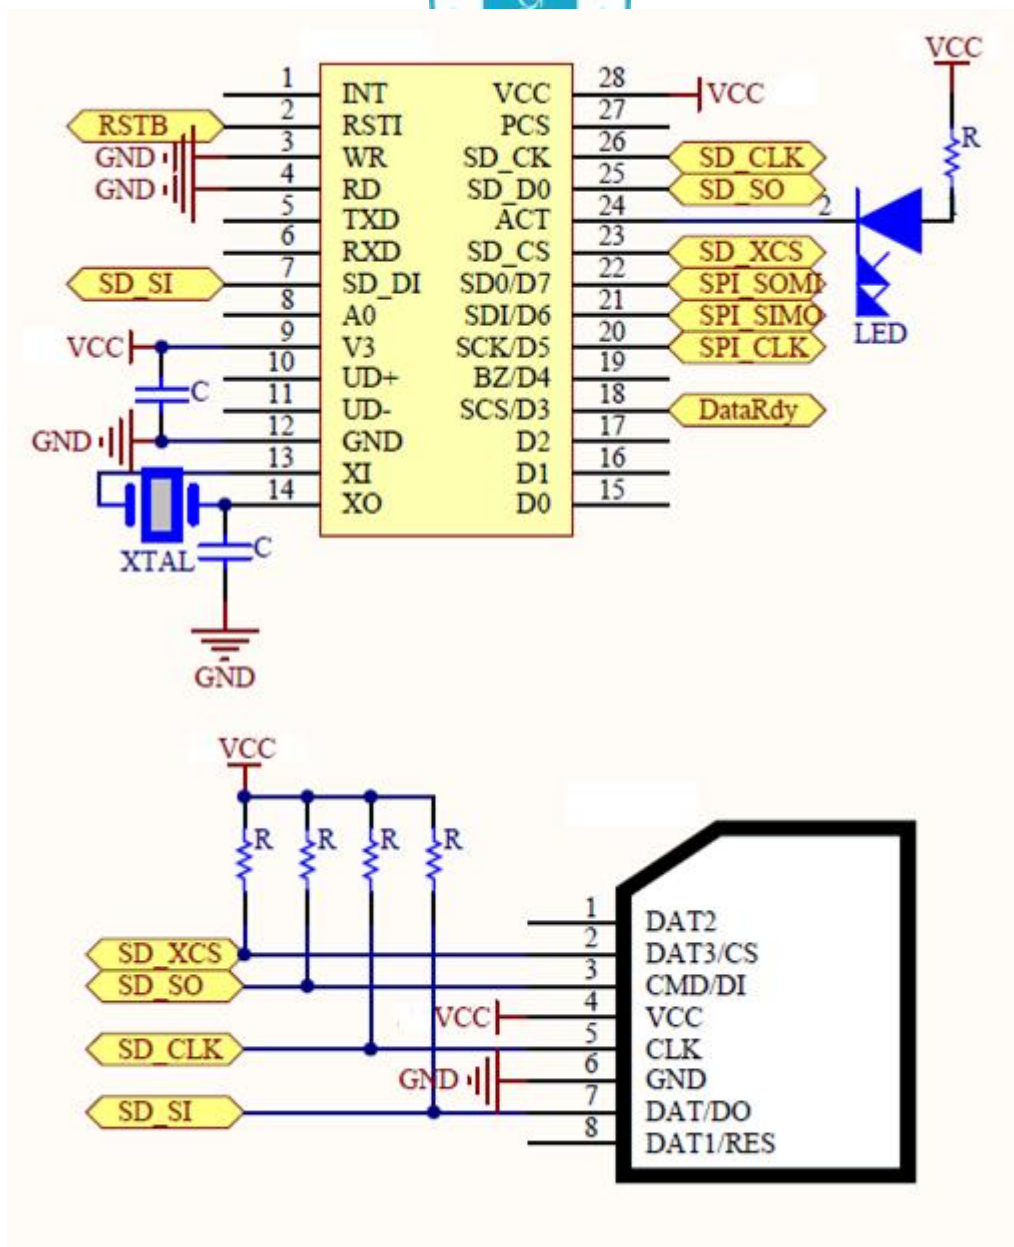 VCC
1 INT VCC 28 VCC
RSTB 2 RSTI PCS 27
GND 3 WR SD_CK 26 SD_CLK R
GND 4 RD SD_D0 25 SD_SO
5 TXD ACT 24 2 1
6 RXD SD_CS 23 SD_XCS
SD_SI 7 SD_DI SD0/D7 22 SPI_SOMI
8 A0 SDI/D6 21 SPI_SIMO LED
VCC 9 V3 SCK/D5 20 SPI_CLK
C 10 UD+ BZ/D4 19
11 UD- SCS/D3 18 DataRdy
GND 12 GND D2 17
13 XI D1 16
14 XO D0 15
XTAL C
GND
VCC
R R R R
1 DAT2
SD_XCS 2 DAT3/CS
SD_SO 3 CMD/DI
VCC 4 VCC
SD_CLK 5 CLK
GND 6 GND
SD_SI 7 DAT/DO
8 DAT1/RES